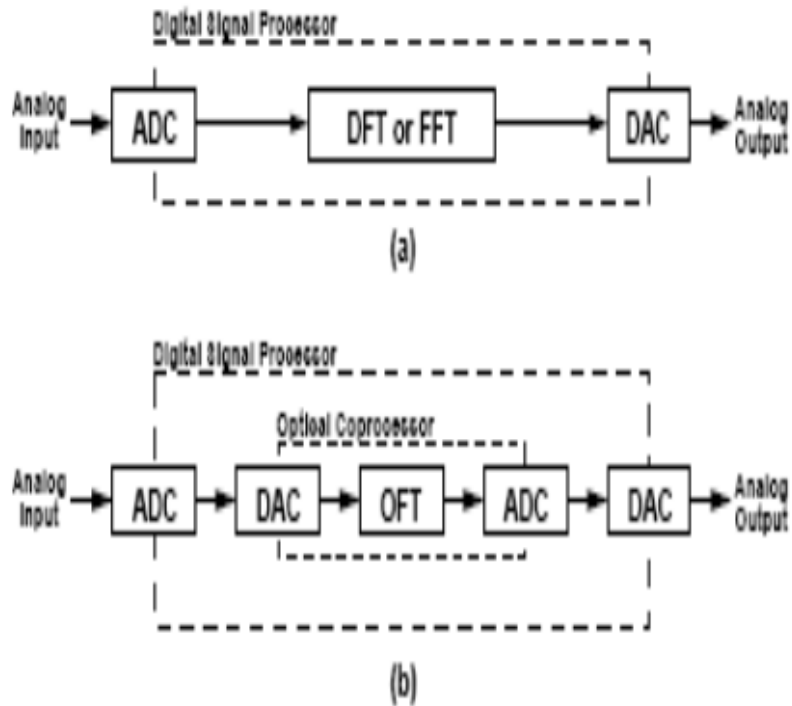 Digital Signal Processor
Analog
Input
ADC
DFT or FFT
DAC
Analog
Output
(a)
Digital Signal Processor
Optical Coprocessor
Analog
Input
ADC
DAC
OFT
ADC
DAC
Analog
Output
(b)